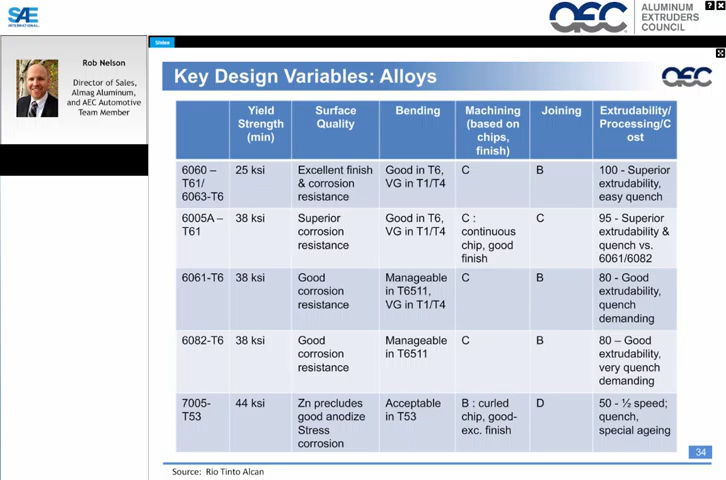 SAE
INTERNATIONAL
AEC
ALUMINUM
EXTRUDERS
COUNCIL
Slides
Rob Nelson
Director of Sales,
Almag Aluminum,
and AEC Automotive
Team Member
Key Design Variables: Alloys
AEC
Yield Strength (min)
Surface Quality
Bending
Machining (based on chips, finish)
Joining
Extrudability/ Processing/C ost
6060 – T61/ 6063-T6
25 ksi
Excellent finish & corrosion resistance
Good in T6, VG in T1/T4
C
B
100 - Superior extrudability, easy quench
6005A – T61
38 ksi
Superior corrosion resistance
Good in T6, VG in T1/T4
C : continuous chip, good finish
C
95 - Superior extrudability & quench vs. 6061/6082
6061-T6
38 ksi
Good corrosion resistance
Manageable in T6511, VG in T1/T4
C
B
80 - Good extrudability, quench demanding
6082-T6
38 ksi
Good corrosion resistance
Manageable in T6511
C
B
80 – Good extrudability, very quench demanding
7005- T53
44 ksi
Zn precludes good anodize Stress corrosion
Acceptable in T53
B : curled chip, good- exc. finish
D
50 - ½ speed; quench, special ageing
34
Source: Rio Tinto Alcan